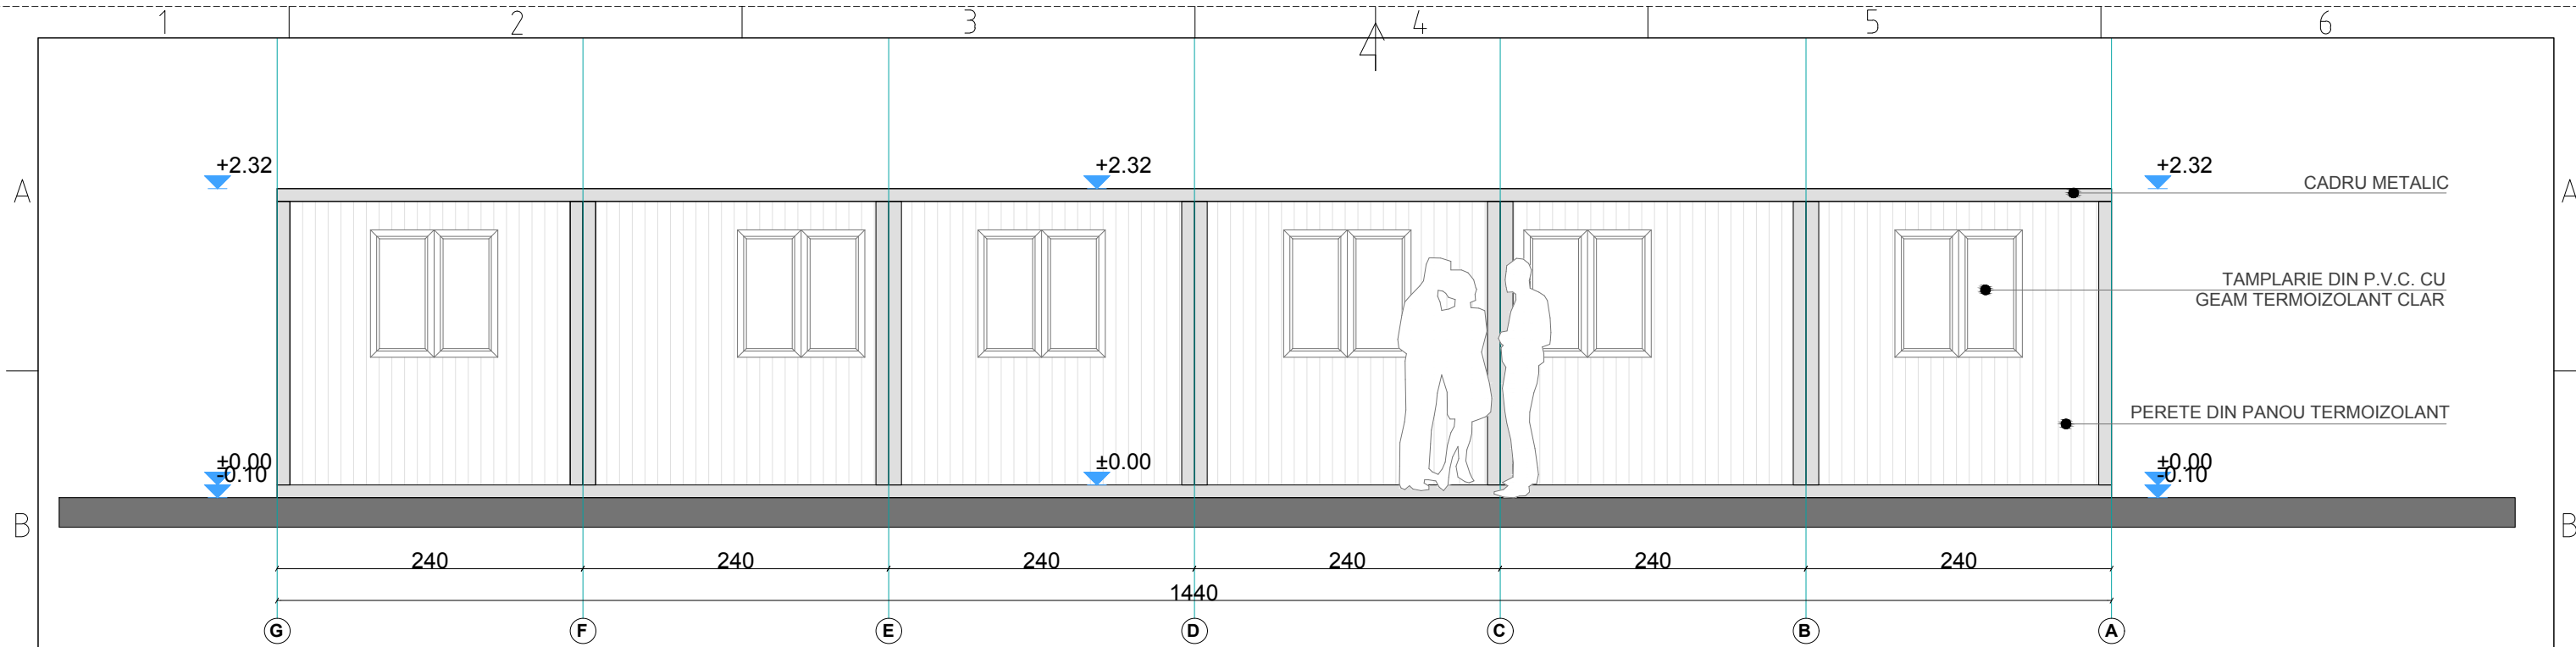 1 2 3 4 5 6
+2.32 +2.32 +2.32
CADRU METALIC
A A
TAMPLARIE DIN P.V.C. CU
GEAM TERMOIZOLANT CLAR
PERETE DIN PANOU TERMOIZOLANT
±0.00 ±0.00 ±0.00
-0.10 -0.10
B B
240 240 240 240 240 240
1440
G F E D C B A